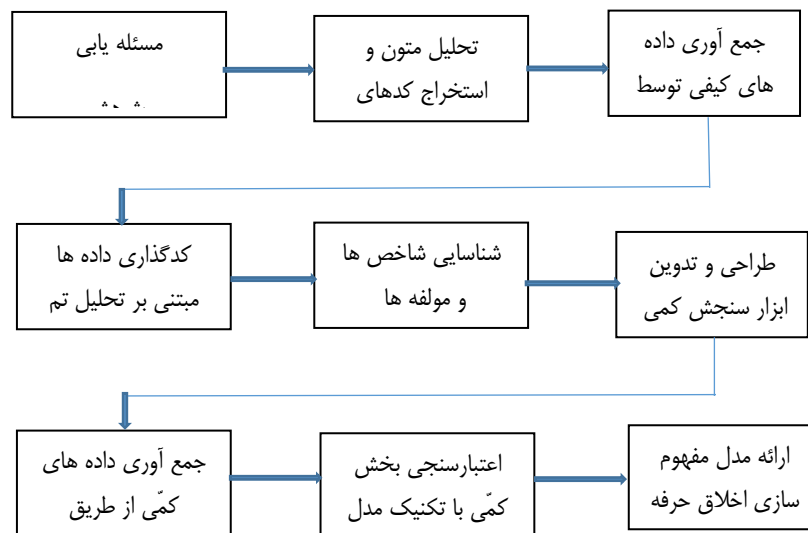 مسئله یابی
تحلیل متون و
استخراج کدهای
جمع آوری داده
های کیفی توسط
کدگذاری داده ها
مبتنی بر تحلیل تم
شناسایی شاخص ها
و مولفه ها
طراحی و تدوین
ابزار سنجش کمی
جمع آوری داده های
کمّی از طریق
اعتبارسنجی بخش
کمّی با تکنیک مدل
ارائه مدل مفهوم
سازی اخلاق حرفه